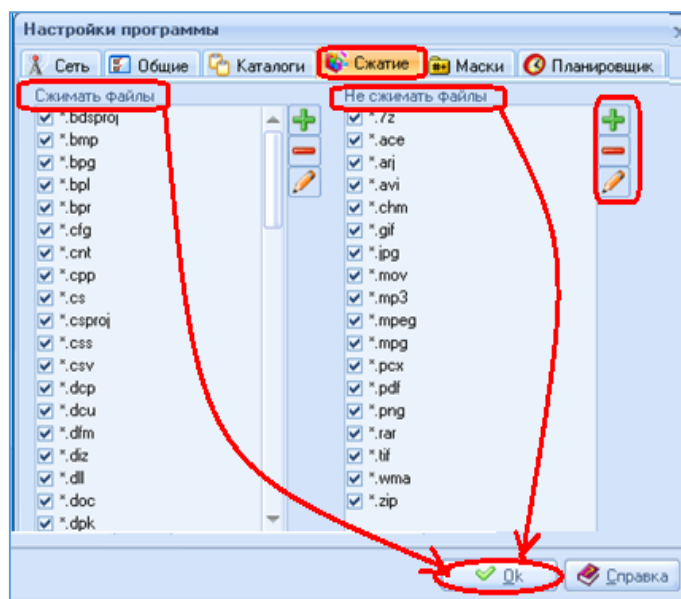 Настройки программы
Сеть Общие Каталоги Сжатие Маски Планировщик
Сжимать файлы
*.bdsproj
*.bmp
*.bpg
*.bpl
*.bpr
*.cfg
*.cnt
*.cpp
*.cs
*.csproj
*.css
*.csv
*.dcp
*.dcu
*.dfm
*.diz
*.dll
*.doc
*.dpk
Не сжимать файлы
*.7z
*.ace
*.arj
*.avi
*.chm
*.gif
*.jpg
*.mov
*.mp3
*.mpeg
*.mpg
*.pcx
*.pdf
*.png
*.rar
*.tif
*.wma
*.zip
Ok Справка